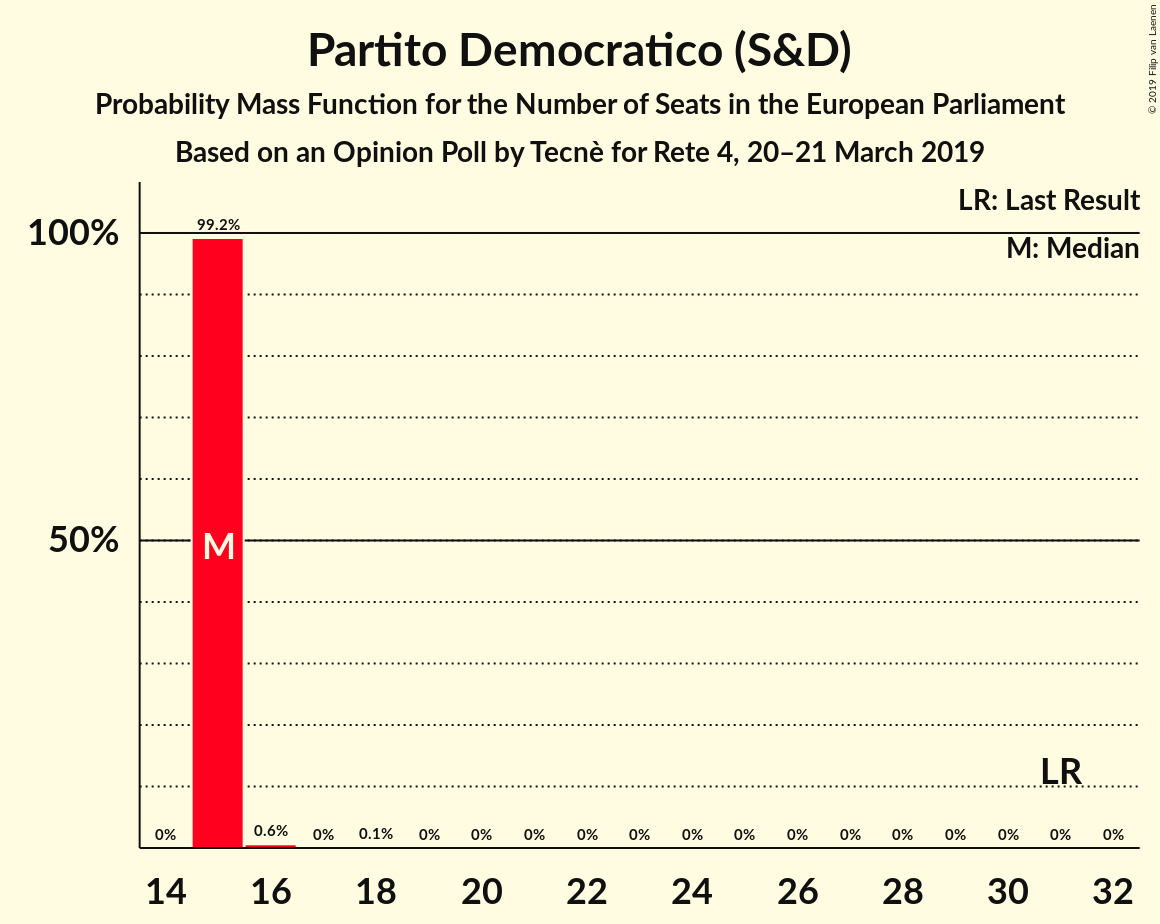 Partito Democratico (S&D)
Probability Mass Function for the Number of Seats in the European Parliament
Based on an Opinion Poll by Tecnè for Rete 4, 20–21 March 2019
© 2019 Filip van Laenen
LR: Last Result
M: Median
100%
50%
99.2%
M
LR
0%
0.6%
0%
0.1%
0%
0%
0%
0%
0%
0%
0%
0%
0%
0%
0%
0%
0%
0%
14 16 18 20 22 24 26 28 30 32